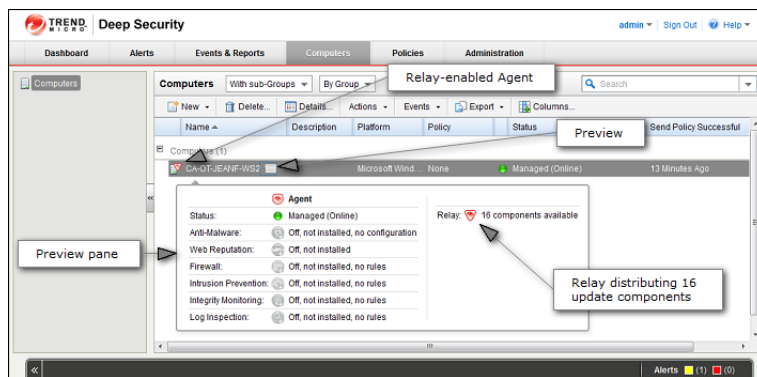 TREND MICRO Deep Security
admin Sign Out Help
Dashboard Alerts Events & Reports Computers Policies Administration
Computers
Computers With sub-Groups By Group Search
Relay-enabled Agent
New Delete... Details... Actions Events Export Columns...
Name Description Platform Policy Status Send Policy Successful
Preview
Computers (1)
CA-OT-JEANF-WS2 Microsoft Wind... None Managed (Online) 13 Minutes Ago
Agent
Status: Managed (Online)
Relay: 16 components available
Anti-Malware: Off, not installed, no configuration
Web Reputation: Off, not installed
Preview pane
Firewall: Off, not installed, no rules
Intrusion Prevention: Off, not installed, no rules
Integrity Monitoring: Off, not installed, no rules
Log Inspection: Off, not installed, no rules
Relay distributing 16
update components
Alerts (1) (0)